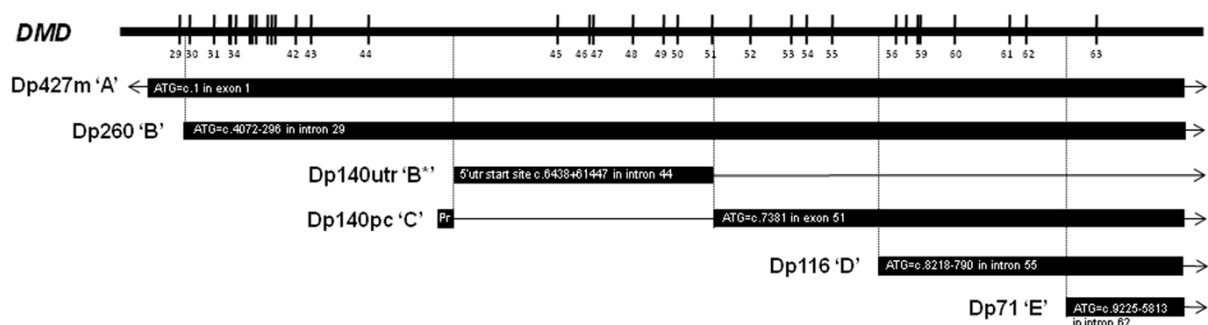 DMD
29 30 31 34 42 43 44 45 46 47 48 49 50 51 52 53 54 55 56 59 60 61 62 63
Dp427m 'A' ATG=c.1 in exon 1
Dp260 'B' ATG=c.4072-296 in intron 29
Dp140utr 'B*' 5'utr start site c.6438+61447 in intron 44
Dp140pc 'C' Pr ATG=c.7381 in exon 51
Dp116 'D' ATG=c.8218-790 in intron 55
Dp71 'E' ATG=c.9225-5813
in intron 62